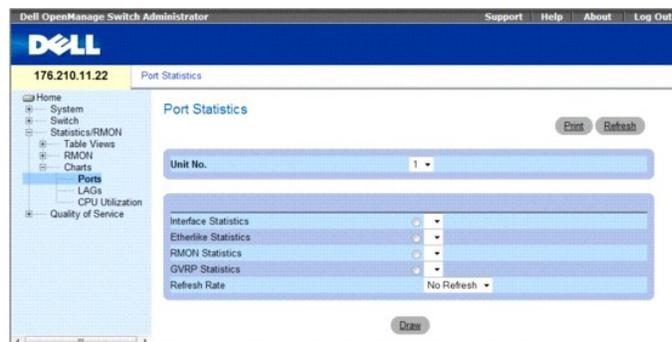 Dell OpenManage Switch Administrator
Support Help About Log Out
DELL
176.210.11.22
Port Statistics
Home
System
Switch
Statistics/RMON
Table Views
RMON
Charts
Ports
LAGs
CPU Utilization
Quality of Service
Port Statistics
Print Refresh
Unit No. 1
Interface Statistics
Etherlike Statistics
RMON Statistics
GVRP Statistics
Refresh Rate No Refresh
Draw